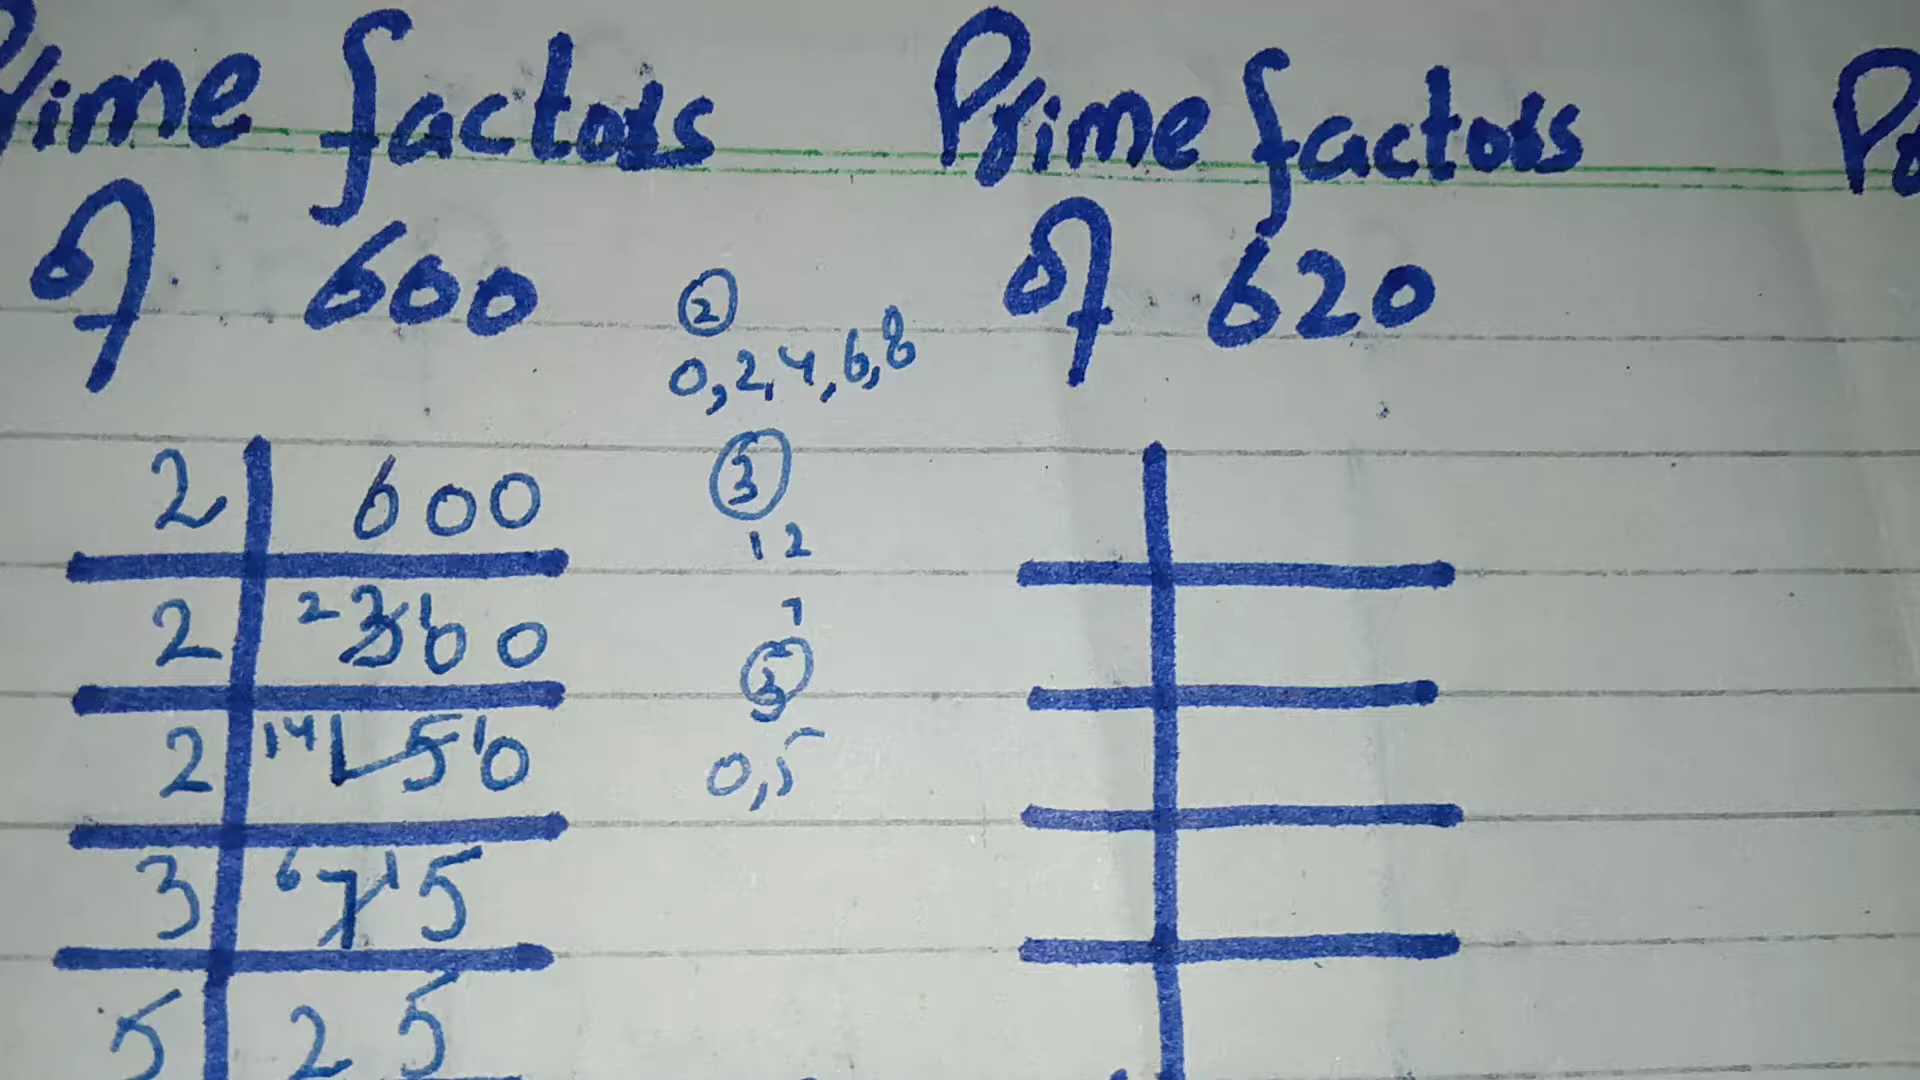 Prime factors
of 600
2 | 600
2 | 300
2 | 150
3 | 75
5 | 25
②
0, 2, 4, 6, 8
③
12
0, 5
Prime factors
of 620